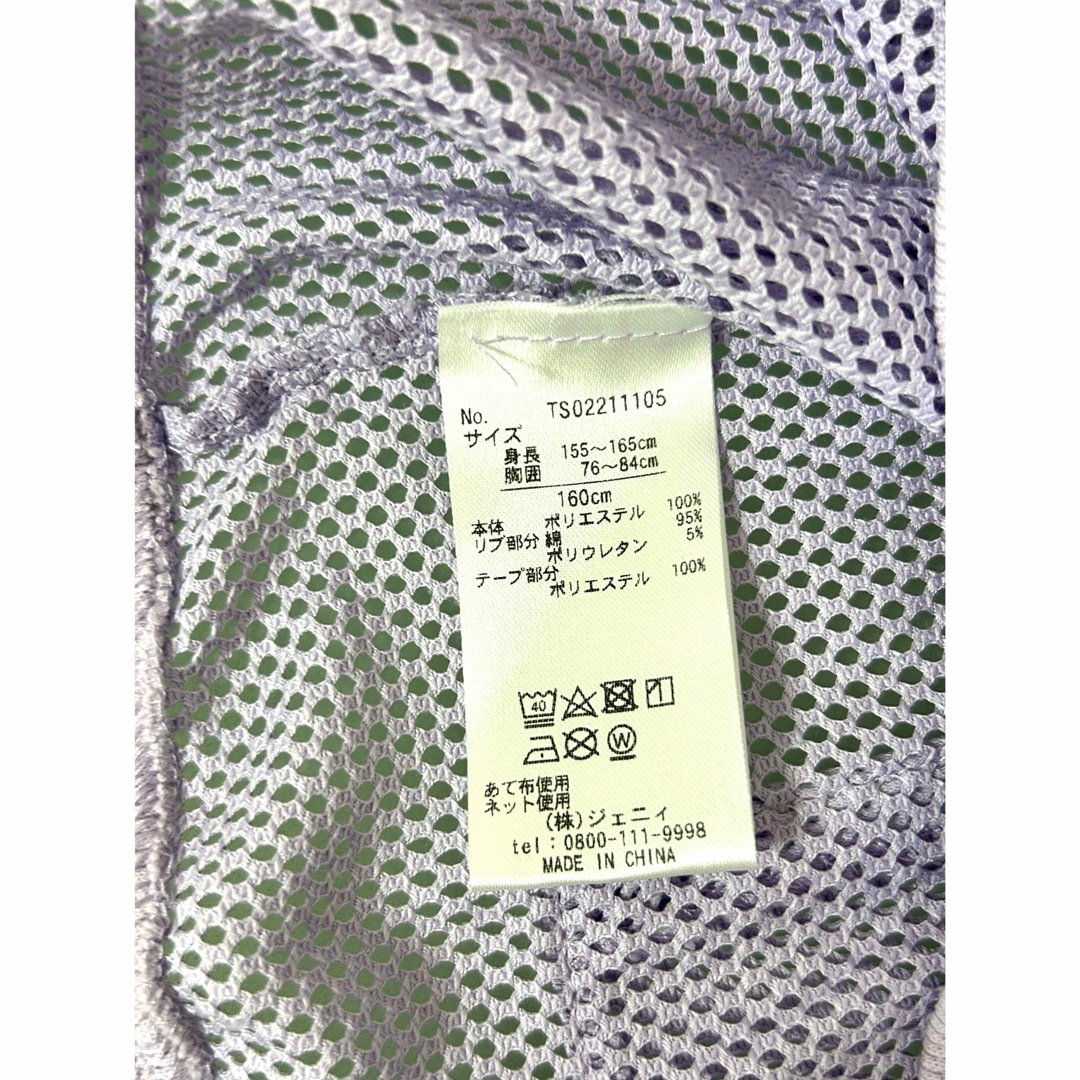 No. TS02211105
サイズ
身長 155～165cm
胸囲 76～84cm
160cm
本体 ポリエステル 100%
リブ部分 綿 95%
ポリウレタン 5%
テープ部分
ポリエステル 100%
40
W
あて布使用
ネット使用
(株)ジェニィ
tel：0800-111-9998
MADE IN CHINA